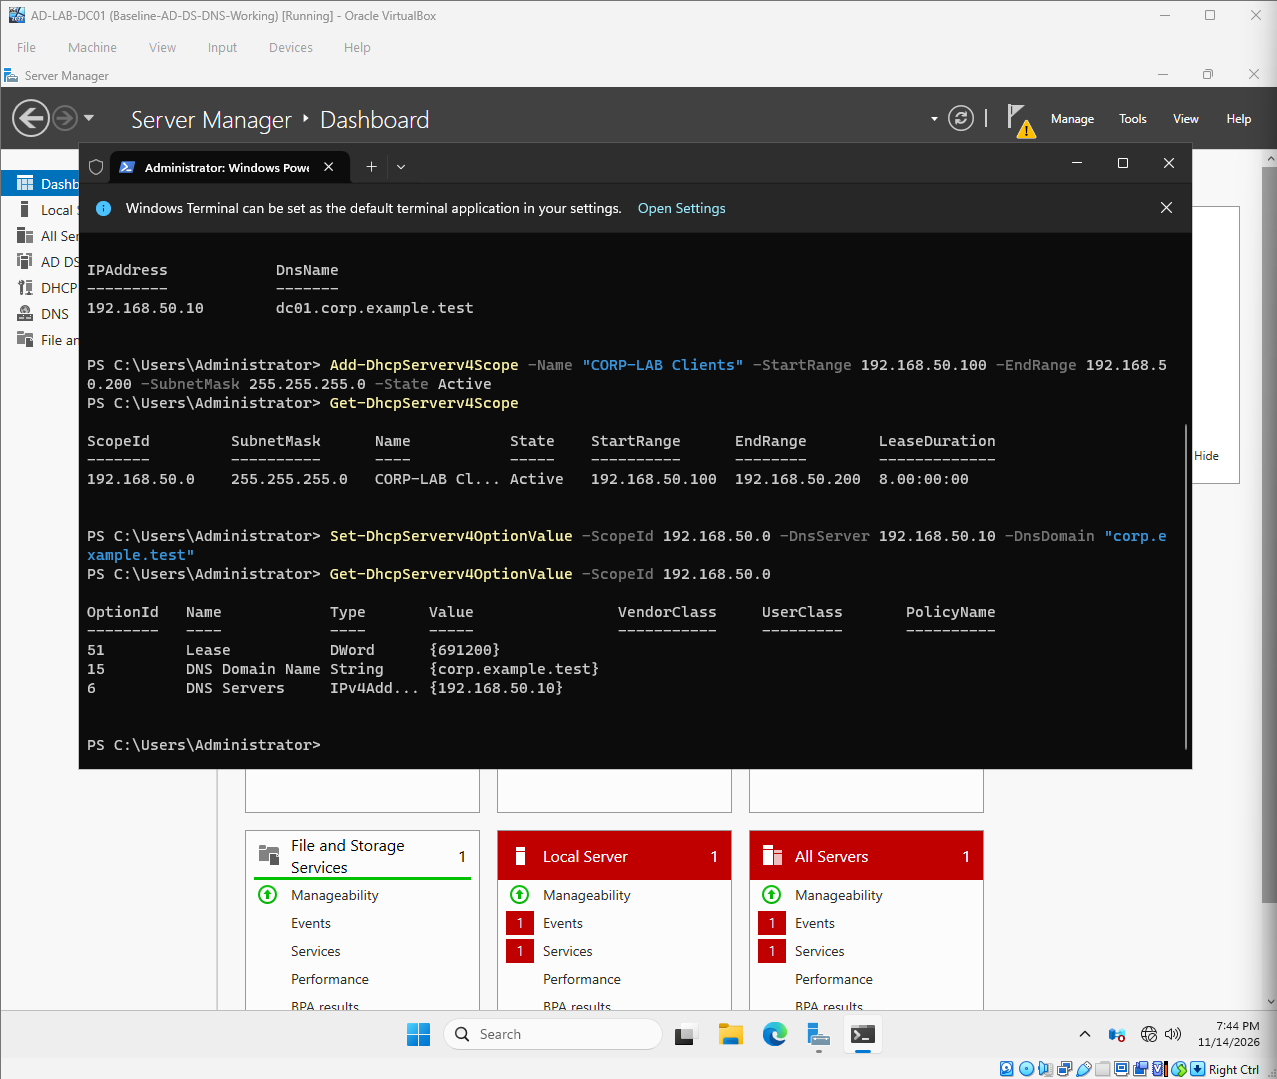 AD-LAB-DC01 (Baseline-AD-DS-DNS-Working) [Running] - Oracle VirtualBox
File Machine View Input Devices Help
Server Manager
Server Manager • Dashboard
Manage Tools View Help
Dashb
Local S
All Ser
AD DS
DHCP
DNS
File an
Administrator: Windows Powe
Windows Terminal can be set as the default terminal application in your settings. Open Settings
IPAddress DnsName
--------- -------
192.168.50.10 dc01.corp.example.test
PS C:\Users\Administrator> Add-DhcpServerv4Scope -Name "CORP-LAB Clients" -StartRange 192.168.50.100 -EndRange 192.168.5
0.200 -SubnetMask 255.255.255.0 -State Active
PS C:\Users\Administrator> Get-DhcpServerv4Scope
ScopeId SubnetMask Name State StartRange EndRange LeaseDuration
------- ---------- ---- ----- ---------- -------- -------------
192.168.50.0 255.255.255.0 CORP-LAB Cl... Active 192.168.50.100 192.168.50.200 8.00:00:00
PS C:\Users\Administrator> Set-DhcpServerv4OptionValue -ScopeId 192.168.50.0 -DnsServer 192.168.50.10 -DnsDomain "corp.e
xample.test"
PS C:\Users\Administrator> Get-DhcpServerv4OptionValue -ScopeId 192.168.50.0
OptionId Name Type Value VendorClass UserClass PolicyName
-------- ---- ---- ----- ----------- --------- ----------
51 Lease DWord {691200}
15 DNS Domain Name String {corp.example.test}
6 DNS Servers IPv4Add... {192.168.50.10}
PS C:\Users\Administrator>
Hide
File and Storage
Services 1
Manageability
Events
Services
Performance
BPA results
Local Server 1
Manageability
1 Events
1 Services
Performance
BPA results
All Servers 1
Manageability
1 Events
1 Services
Performance
BPA results
Search
7:44 PM
11/14/2026
Right Ctrl